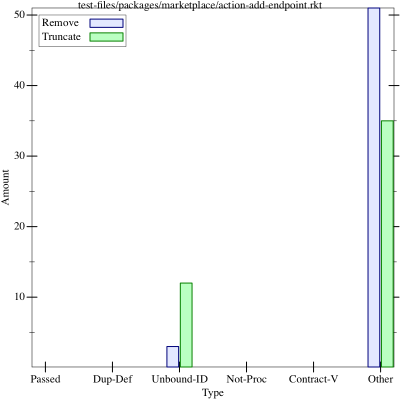 test-files/packages/marketplace/action-add-endpoint.rkt
Remove
Truncate
50
40
30
20
10
Amount
Passed Dup-Def Unbound-ID Not-Proc Contract-V Other
Type